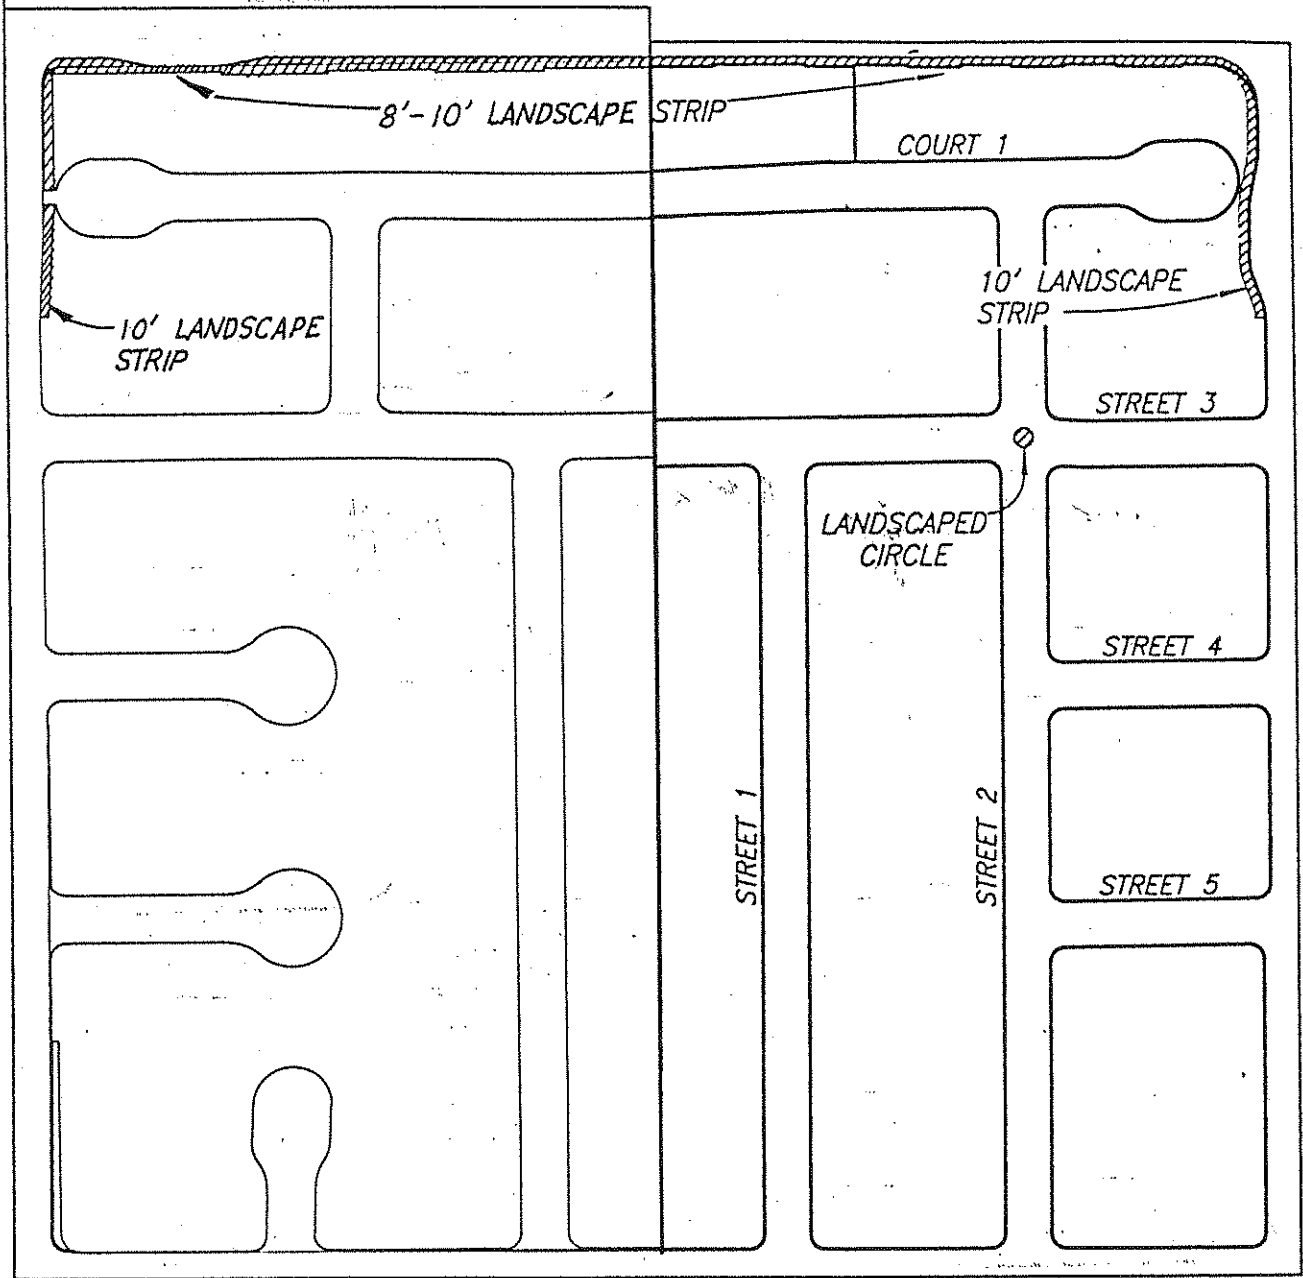 8'-10' LANDSCAPE STRIP
COURT 1
10' LANDSCAPE
STRIP
10' LANDSCAPE
STRIP
STREET 3
LANDSCAPED
CIRCLE
STREET 4
STREET 1
STREET 2
STREET 5